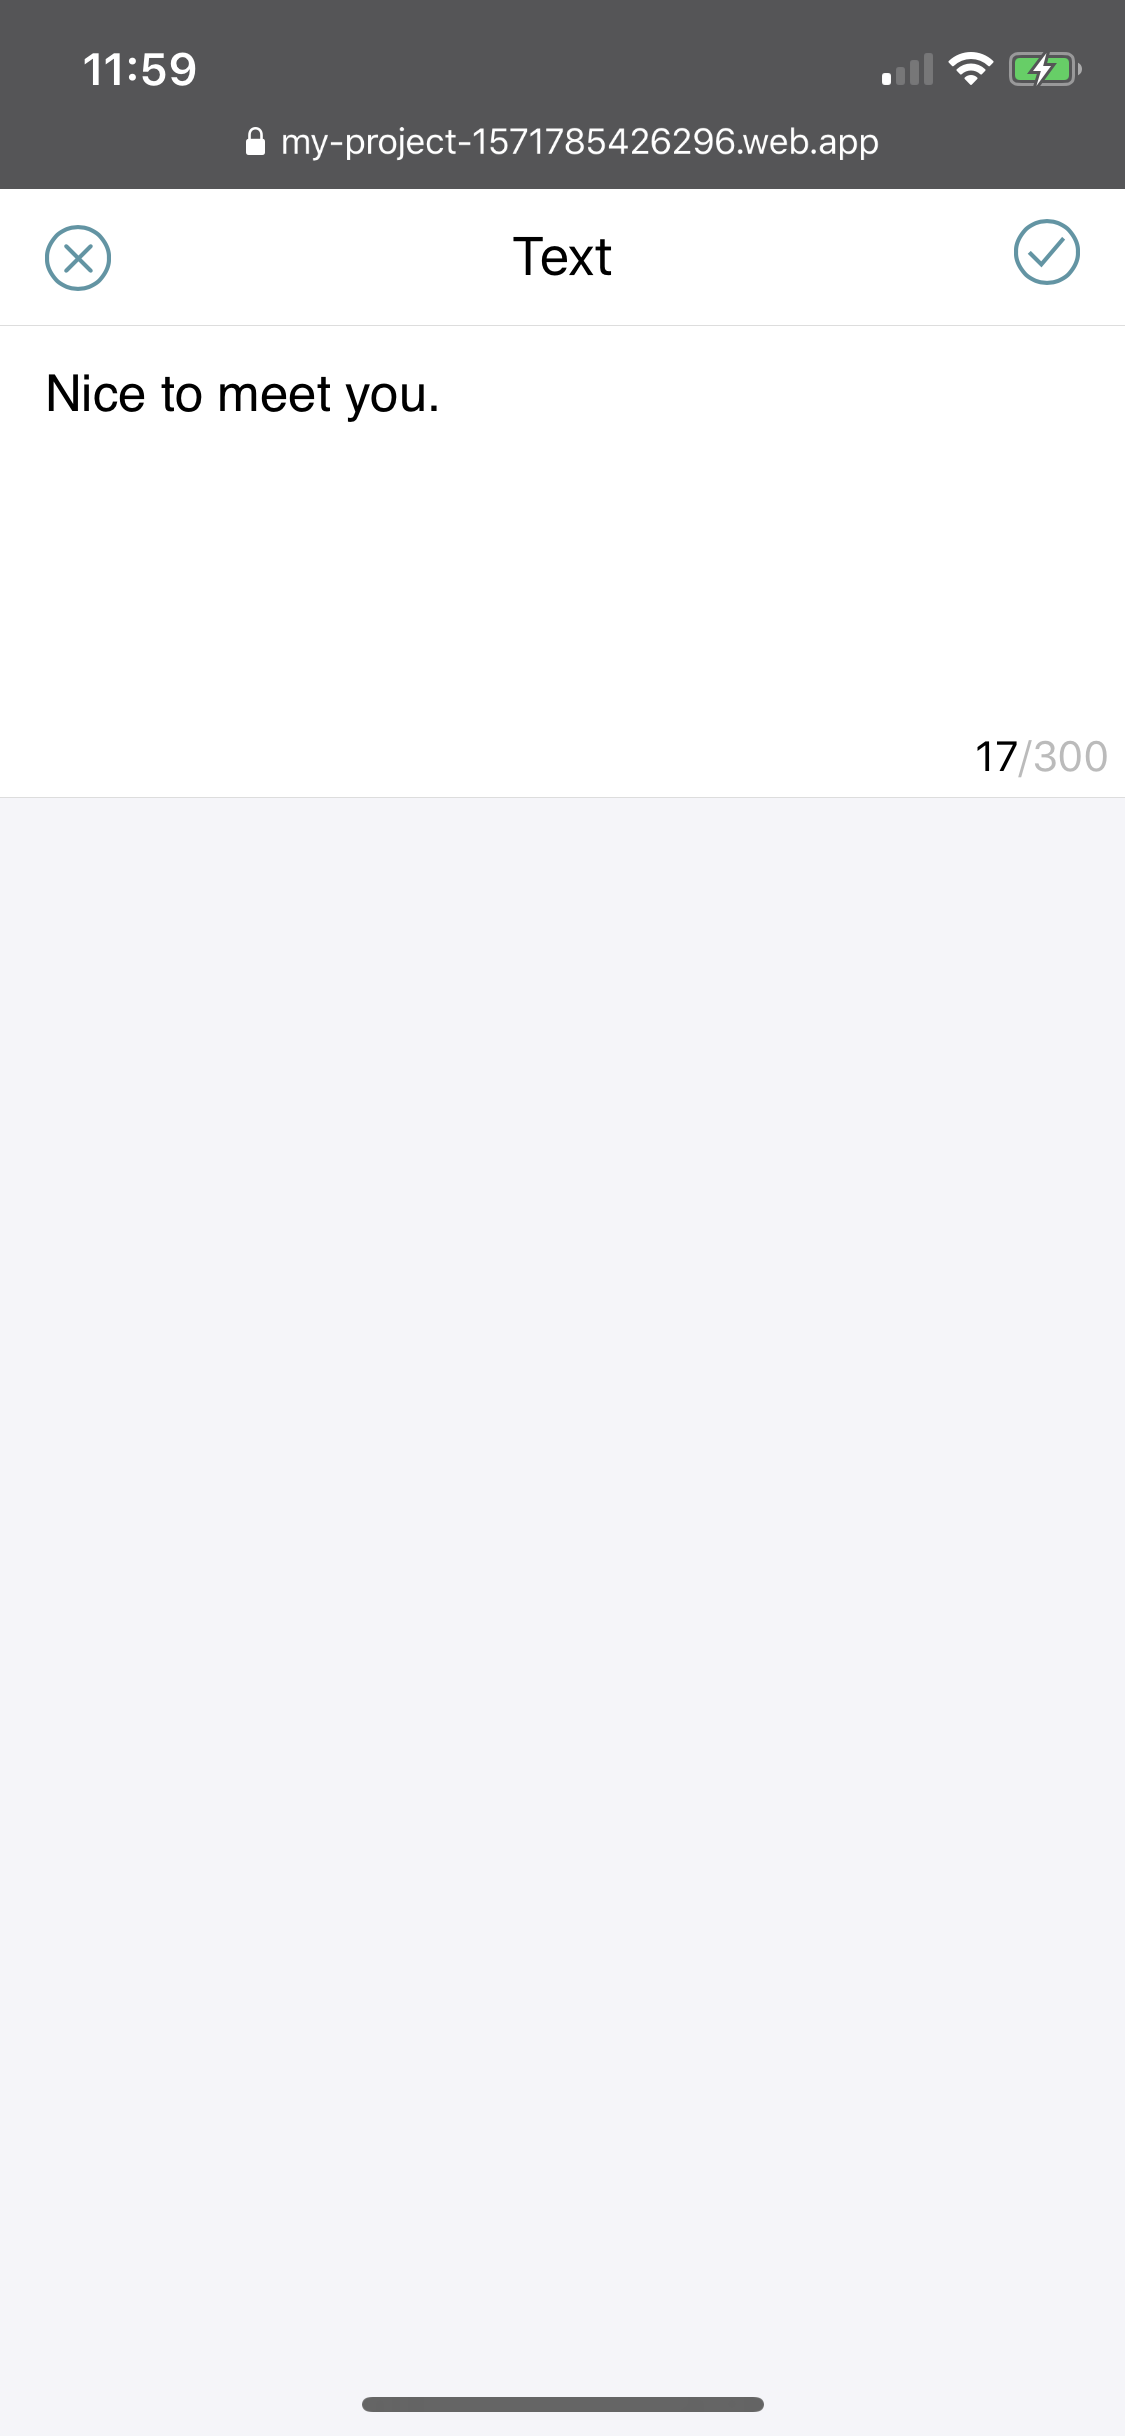 11:59
my-project-1571785426296.web.app
Text
Nice to meet you.
17/300